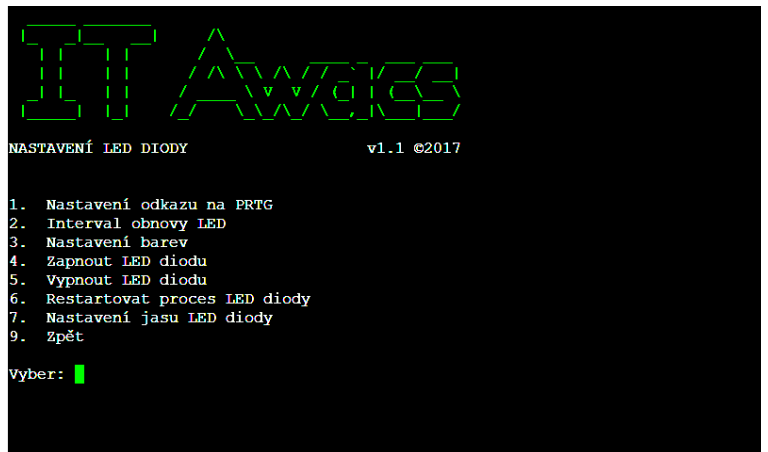 IT Awacs
NASTAVENÍ LED DIODY v1.1 ©2017
1. Nastavení odkazu na PRTG
2. Interval obnovy LED
3. Nastavení barev
4. Zapnout LED diodu
5. Vypnout LED diodu
6. Restartovat proces LED diody
7. Nastavení jasu LED diody
9. Zpět
Vyber: